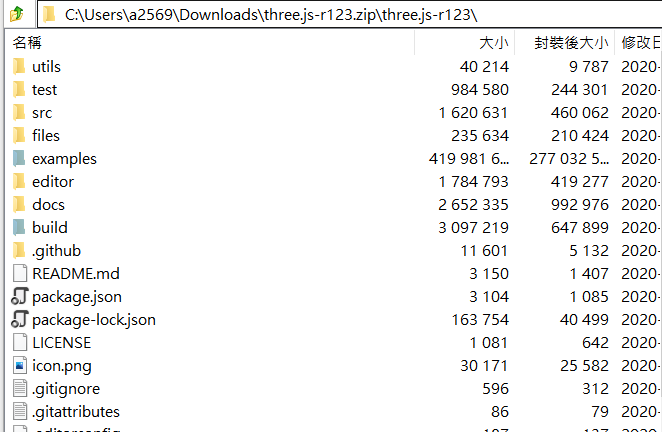 C:\Users\a2569\Downloads\three.js-r123.zip\three.js-r123\
名稱 大小 封裝後大小 修改日
utils 40 214 9 787 2020-
test 984 580 244 301 2020-
src 1 620 631 460 062 2020-
files 235 634 210 424 2020-
examples 419 981 6... 277 032 5... 2020-
editor 1 784 793 419 277 2020-
docs 2 652 335 992 976 2020-
build 3 097 219 647 899 2020-
.github 11 601 5 132 2020-
README.md 3 150 1 407 2020-
package.json 3 104 1 085 2020-
package-lock.json 163 754 40 499 2020-
LICENSE 1 081 642 2020-
icon.png 30 171 25 582 2020-
.gitignore 596 312 2020-
.gitattributes 86 79 2020-
.editorconfig 187 127 2020-